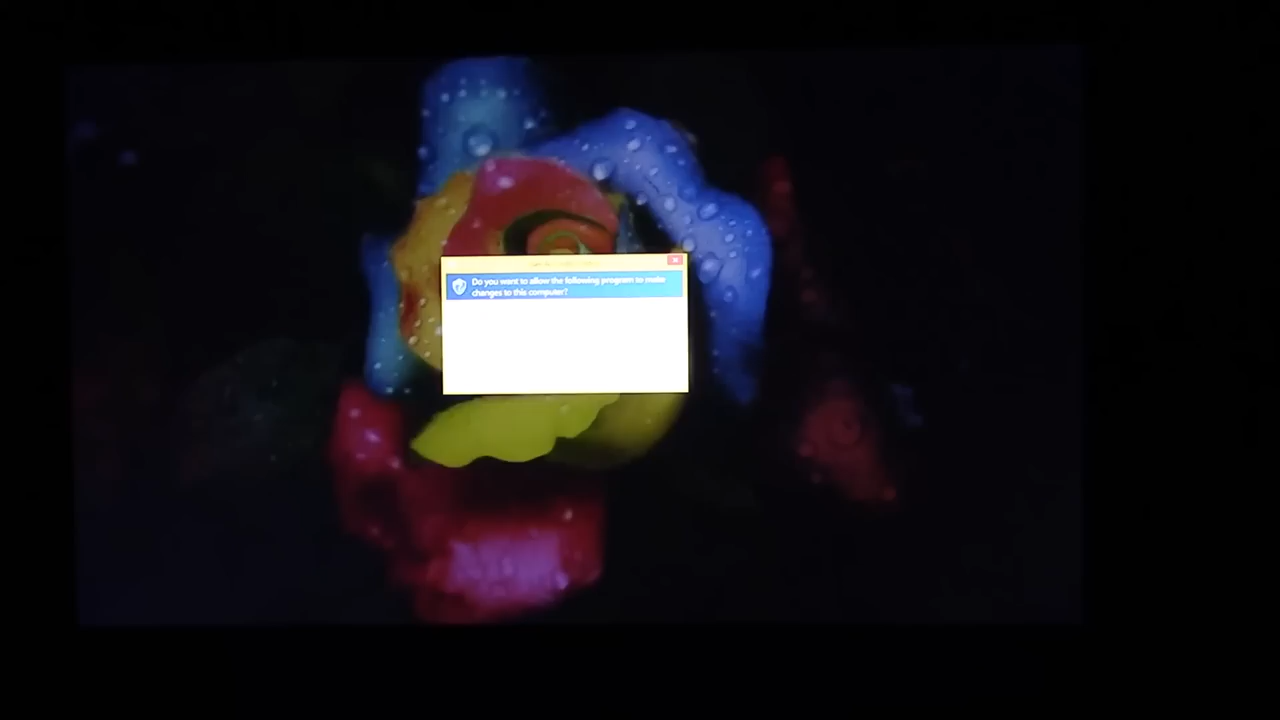 Do you want to allow the following program to make
changes to this computer?